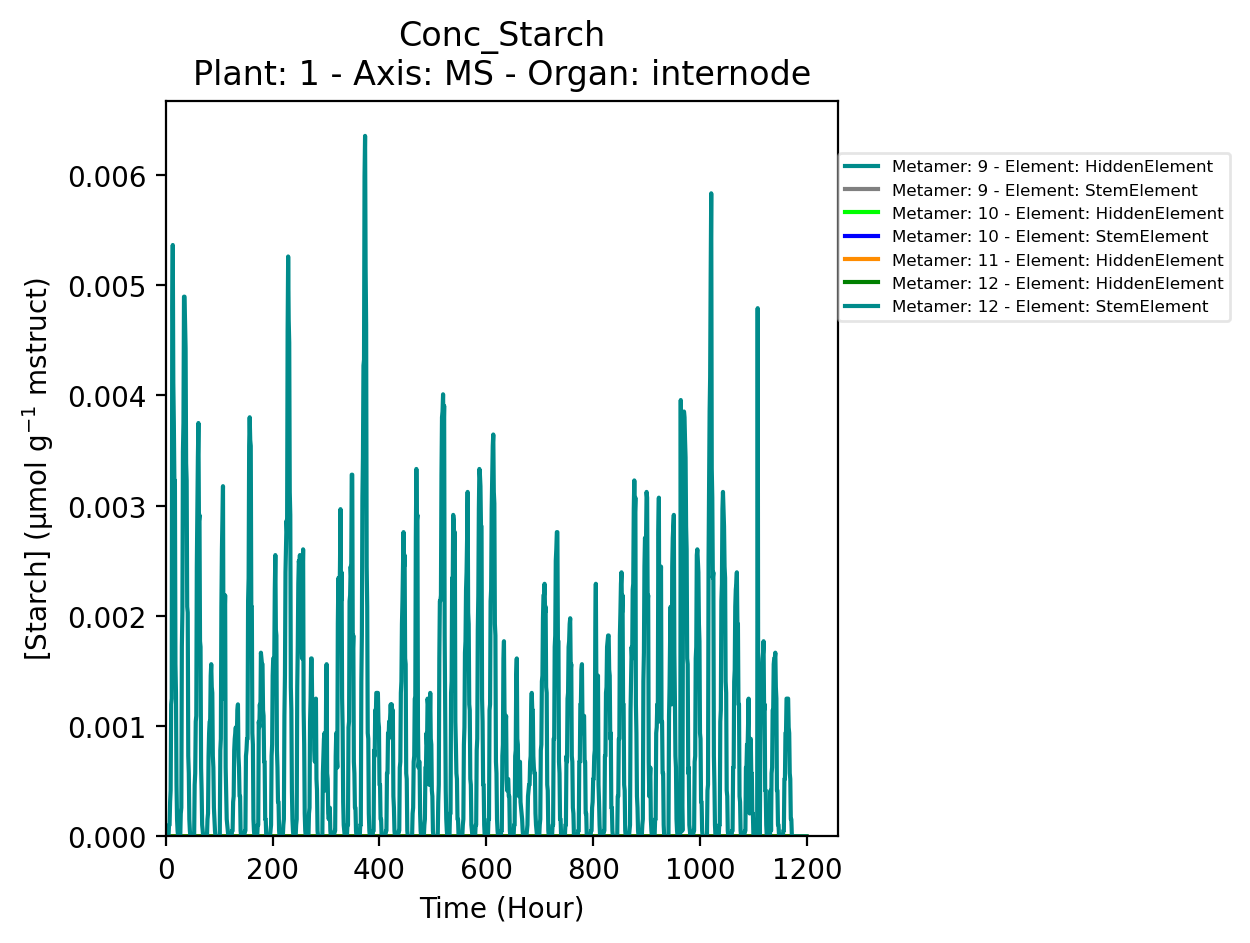 Conc_Starch
Plant: 1 - Axis: MS - Organ: internode
[Starch] (µmol g⁻¹ mstruct)
0.006
0.005
0.004
0.003
0.002
0.001
0.000
0 200 400 600 800 1000 1200
Time (Hour)
Metamer: 9 - Element: HiddenElement
Metamer: 9 - Element: StemElement
Metamer: 10 - Element: HiddenElement
Metamer: 10 - Element: StemElement
Metamer: 11 - Element: HiddenElement
Metamer: 12 - Element: HiddenElement
Metamer: 12 - Element: StemElement